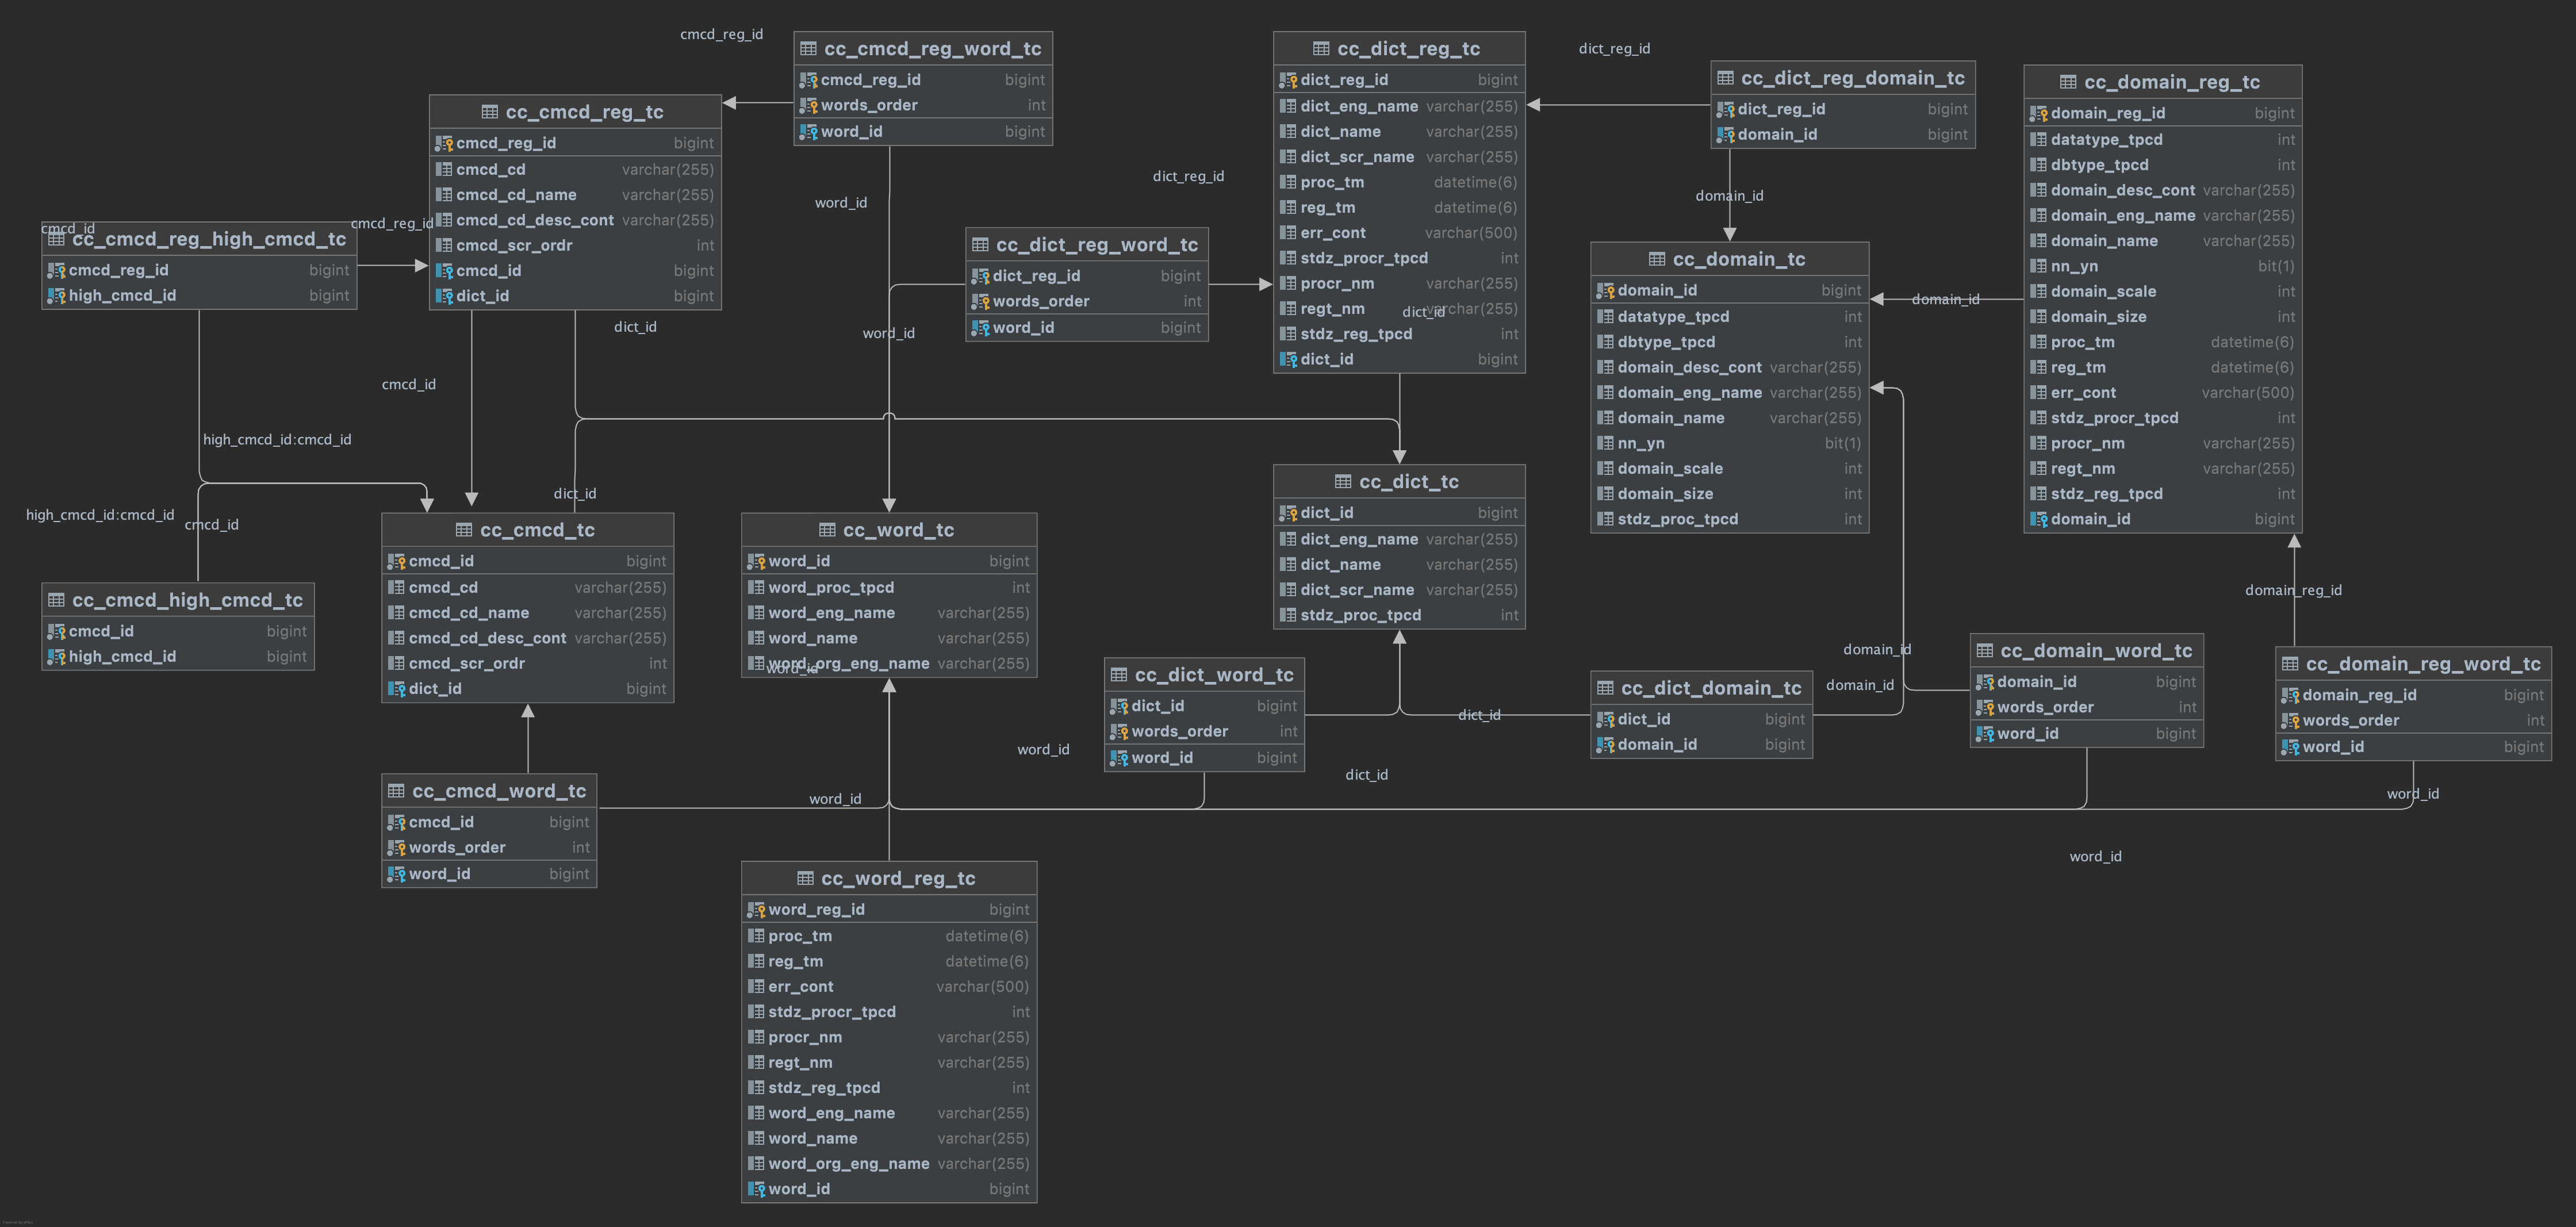 cmcd_reg_id
cc_cmcd_reg_word_tc
cmcd_reg_id bigint
words_order int
word_id bigint
cc_dict_reg_tc
dict_reg_id bigint
dict_eng_name varchar(255)
dict_name varchar(255)
dict_scr_name varchar(255)
proc_tm datetime(6)
reg_tm datetime(6)
err_cont varchar(500)
stdz_procr_tpcd int
procr_nm varchar(255)
regt_nm varchar(255)
stdz_reg_tpcd int
dict_id bigint
dict_id
dict_reg_id
cc_dict_reg_domain_tc
dict_reg_id bigint
domain_id bigint
domain_id
cc_domain_reg_tc
domain_reg_id bigint
datatype_tpcd int
dbtype_tpcd int
domain_desc_cont varchar(255)
domain_eng_name varchar(255)
domain_name varchar(255)
nn_yn bit(1)
domain_scale int
domain_size int
proc_tm datetime(6)
reg_tm datetime(6)
err_cont varchar(500)
stdz_procr_tpcd int
procr_nm varchar(255)
regt_nm varchar(255)
stdz_reg_tpcd int
domain_id bigint
cc_cmcd_reg_tc
cmcd_reg_id bigint
cmcd_cd varchar(255)
cmcd_cd_name varchar(255)
cmcd_cd_desc_cont varchar(255)
cmcd_scr_ordr int
cmcd_id bigint
dict_id bigint
cmcd_id
cmcd_reg_id
cc_cmcd_reg_high_cmcd_tc
cmcd_reg_id bigint
high_cmcd_id bigint
word_id
dict_reg_id
cc_dict_reg_word_tc
dict_reg_id bigint
words_order int
word_id bigint
cc_domain_tc
domain_id bigint
datatype_tpcd int
dbtype_tpcd int
domain_desc_cont varchar(255)
domain_eng_name varchar(255)
domain_name varchar(255)
nn_yn bit(1)
domain_scale int
domain_size int
stdz_proc_tpcd int
domain_id
dict_id
word_id
cmcd_id
high_cmcd_id:cmcd_id
dict_id
high_cmcd_id:cmcd_id
cmcd_id
cc_cmcd_tc
cmcd_id bigint
cmcd_cd varchar(255)
cmcd_cd_name varchar(255)
cmcd_cd_desc_cont varchar(255)
cmcd_scr_ordr int
dict_id bigint
cc_word_tc
word_id bigint
word_proc_tpcd int
word_eng_name varchar(255)
word_name varchar(255)
word_org_eng_name varchar(255)
word_id
cc_dict_tc
dict_id bigint
dict_eng_name varchar(255)
dict_name varchar(255)
dict_scr_name varchar(255)
stdz_proc_tpcd int
cc_cmcd_high_cmcd_tc
cmcd_id bigint
high_cmcd_id bigint
domain_reg_id
domain_id
cc_dict_word_tc
dict_id bigint
words_order int
word_id bigint
cc_dict_domain_tc
dict_id bigint
domain_id bigint
domain_id
dict_id
cc_domain_word_tc
domain_id bigint
words_order int
word_id bigint
cc_domain_reg_word_tc
domain_reg_id bigint
words_order int
word_id bigint
word_id
dict_id
word_id
word_id
word_id
cc_cmcd_word_tc
cmcd_id bigint
words_order int
word_id bigint
cc_word_reg_tc
word_reg_id bigint
proc_tm datetime(6)
reg_tm datetime(6)
err_cont varchar(500)
stdz_procr_tpcd int
procr_nm varchar(255)
regt_nm varchar(255)
stdz_reg_tpcd int
word_eng_name varchar(255)
word_name varchar(255)
word_org_eng_name varchar(255)
word_id bigint